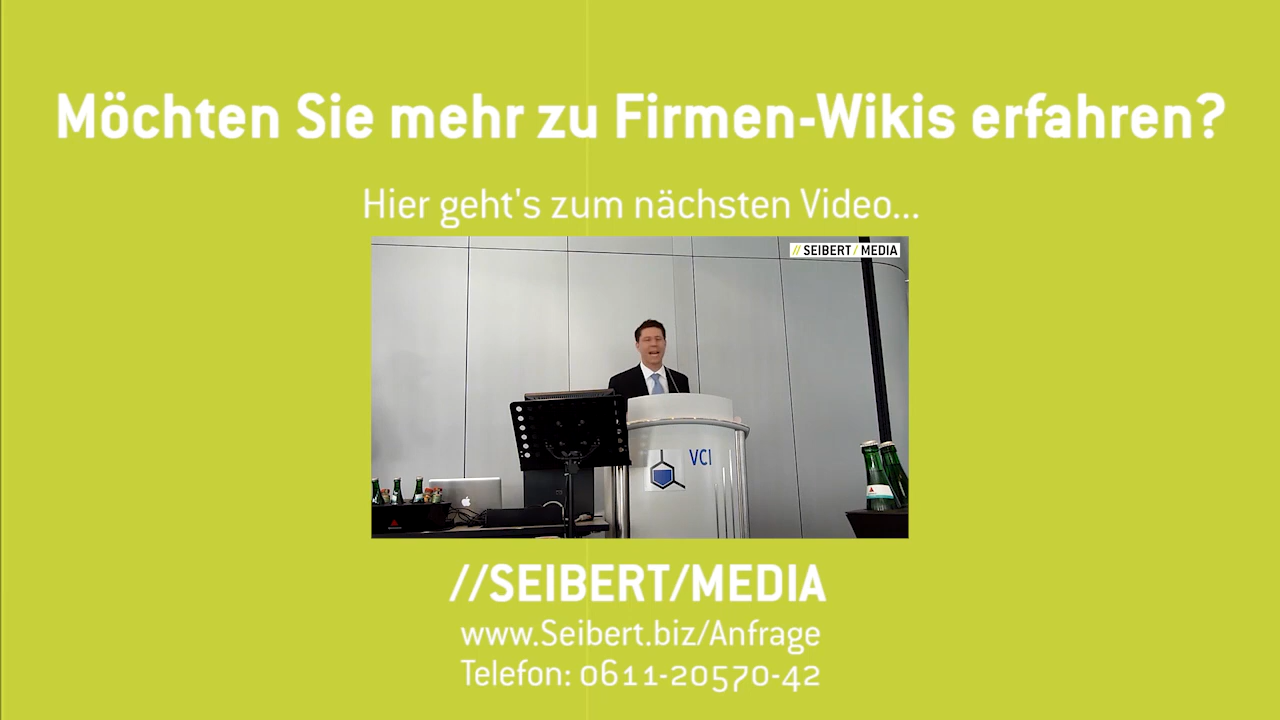 Möchten Sie mehr zu Firmen-Wikis erfahren?
Hier geht's zum nächsten Video...
// SEIBERT / MEDIA
VCI
//SEIBERT/MEDIA
www.Seibert.biz/Anfrage
Telefon: 0611-20570-42